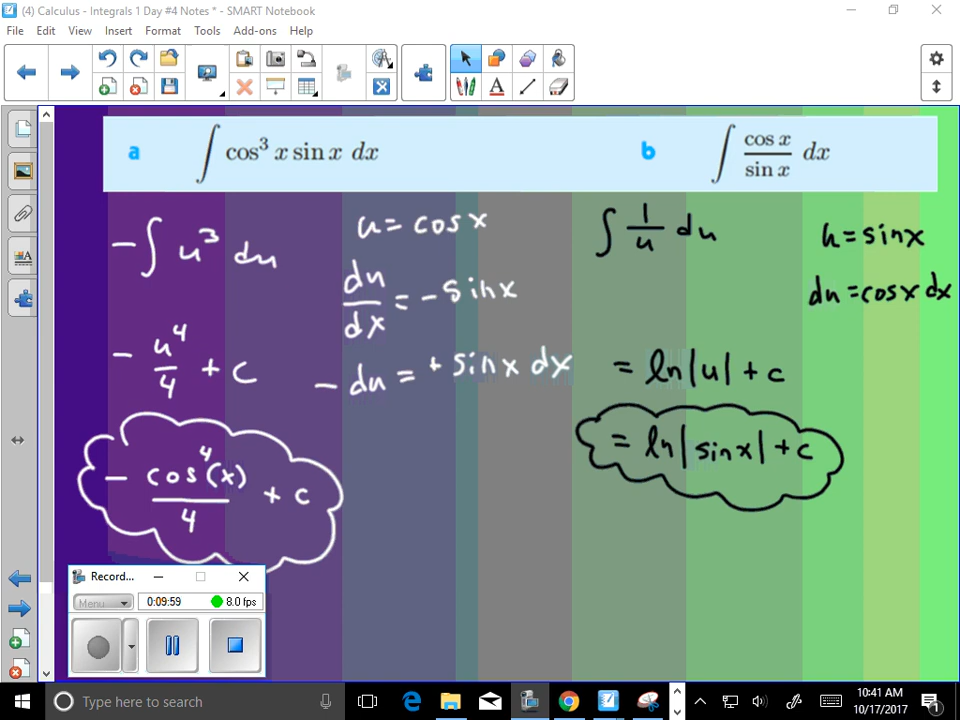 (4) Calculus - Integrals 1 Day #4 Notes * - SMART Notebook
File Edit View Insert Format Tools Add-ons Help
a ∫ cos³ x sin x dx
b ∫ cos x / sin x dx
- ∫ u³ du
u = cos x
du/dx = - sin x
- u⁴/4 + c
- du = + sin x dx
- cos⁴(x)/4 + c
∫ 1/u du
u = sin x
du = cos x dx
= ln|u| + c
= ln|sin x| + c
Record...
Menu 0:09:59 8.0 fps
Type here to search
10:41 AM
10/17/2017
1